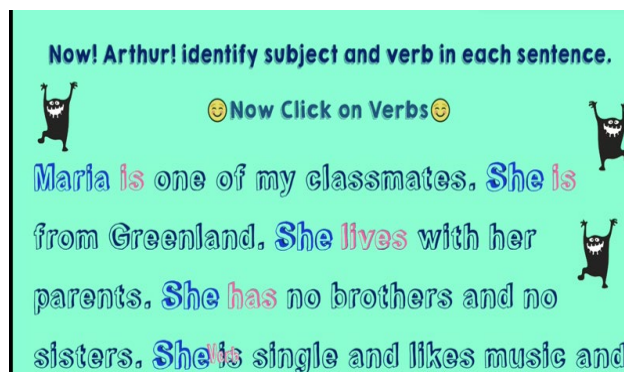 Now! Arthur! identify subject and verb in each sentence.
Now Click on Verbs
Maria is one of my classmates. She is
from Greenland. She lives with her
parents. She has no brothers and no
sisters. She Verb is single and likes music and